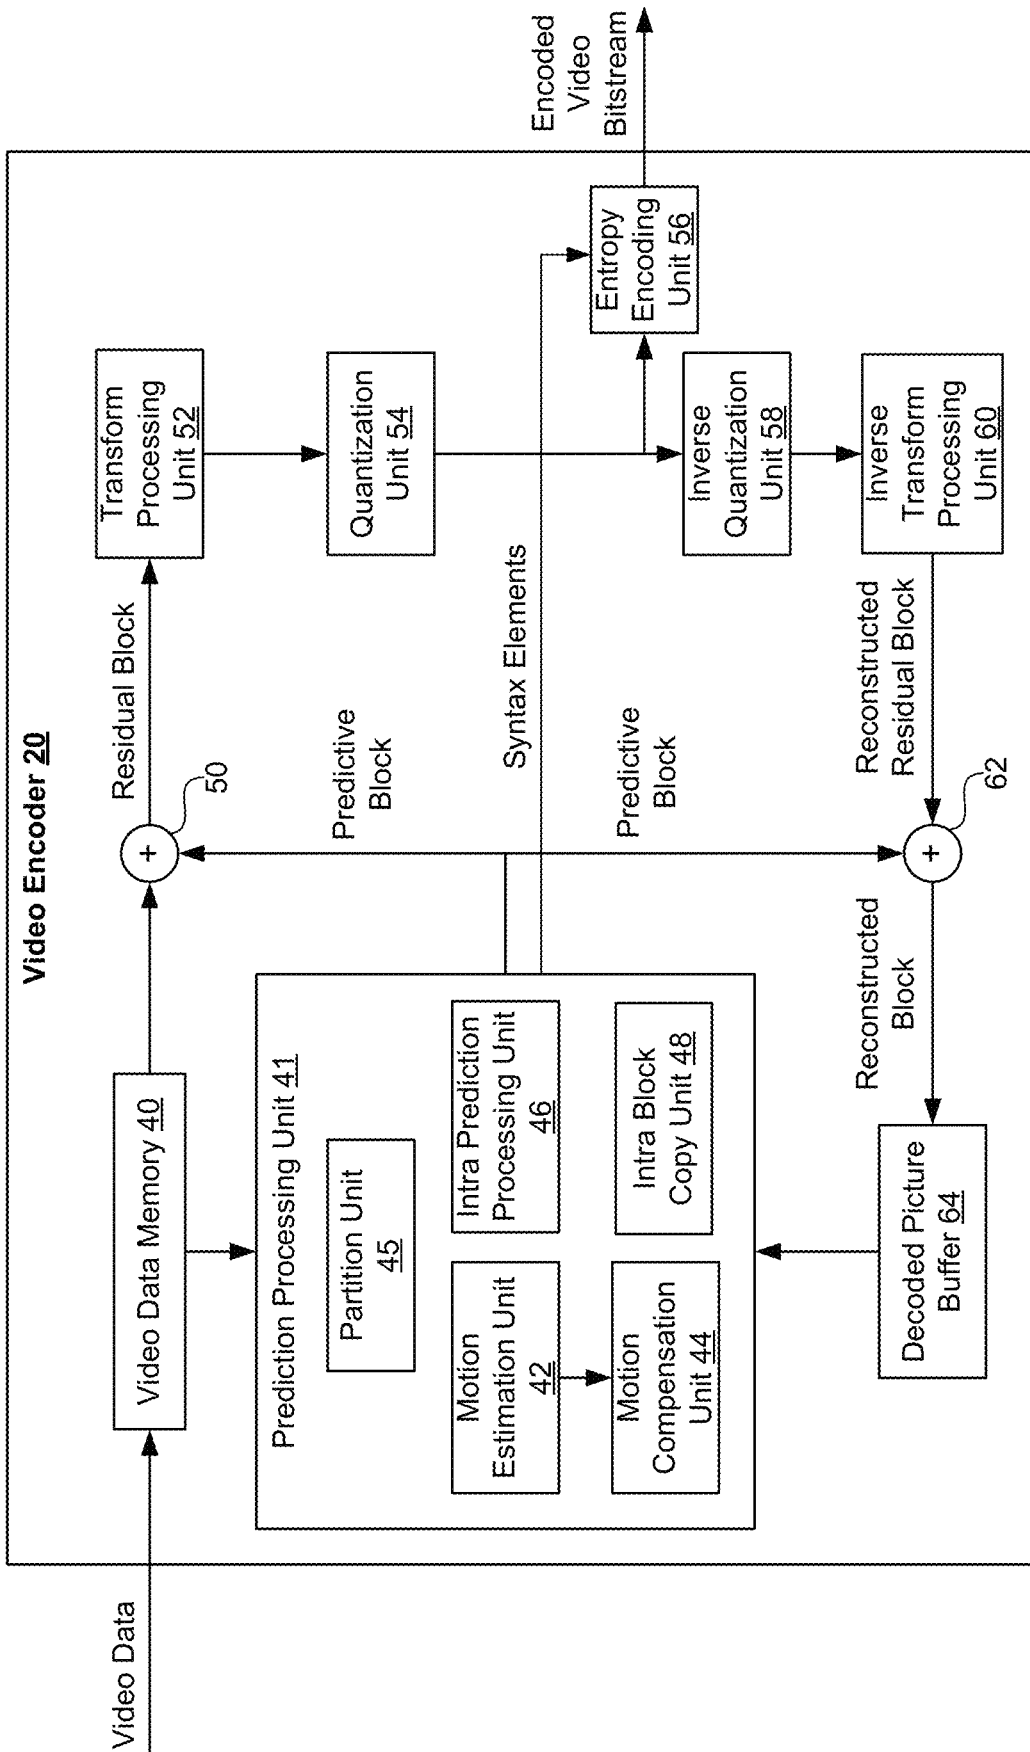 Video Encoder 20
Video Data
Video Data Memory 40
+
50
Residual Block
Transform
Processing
Unit 52
Prediction Processing Unit 41
Partition Unit
45
Motion
Estimation Unit
42
Intra Prediction
Processing Unit
46
Motion
Compensation
Unit 44
Intra Block
Copy Unit 48
Predictive
Block
Quantization
Unit 54
Syntax Elements
Entropy
Encoding
Unit 56
Encoded
Video
Bitstream
Predictive
Block
Inverse
Quantization
Unit 58
Inverse
Transform
Processing
Unit 60
Reconstructed
Residual Block
+
62
Reconstructed
Block
Decoded Picture
Buffer 64